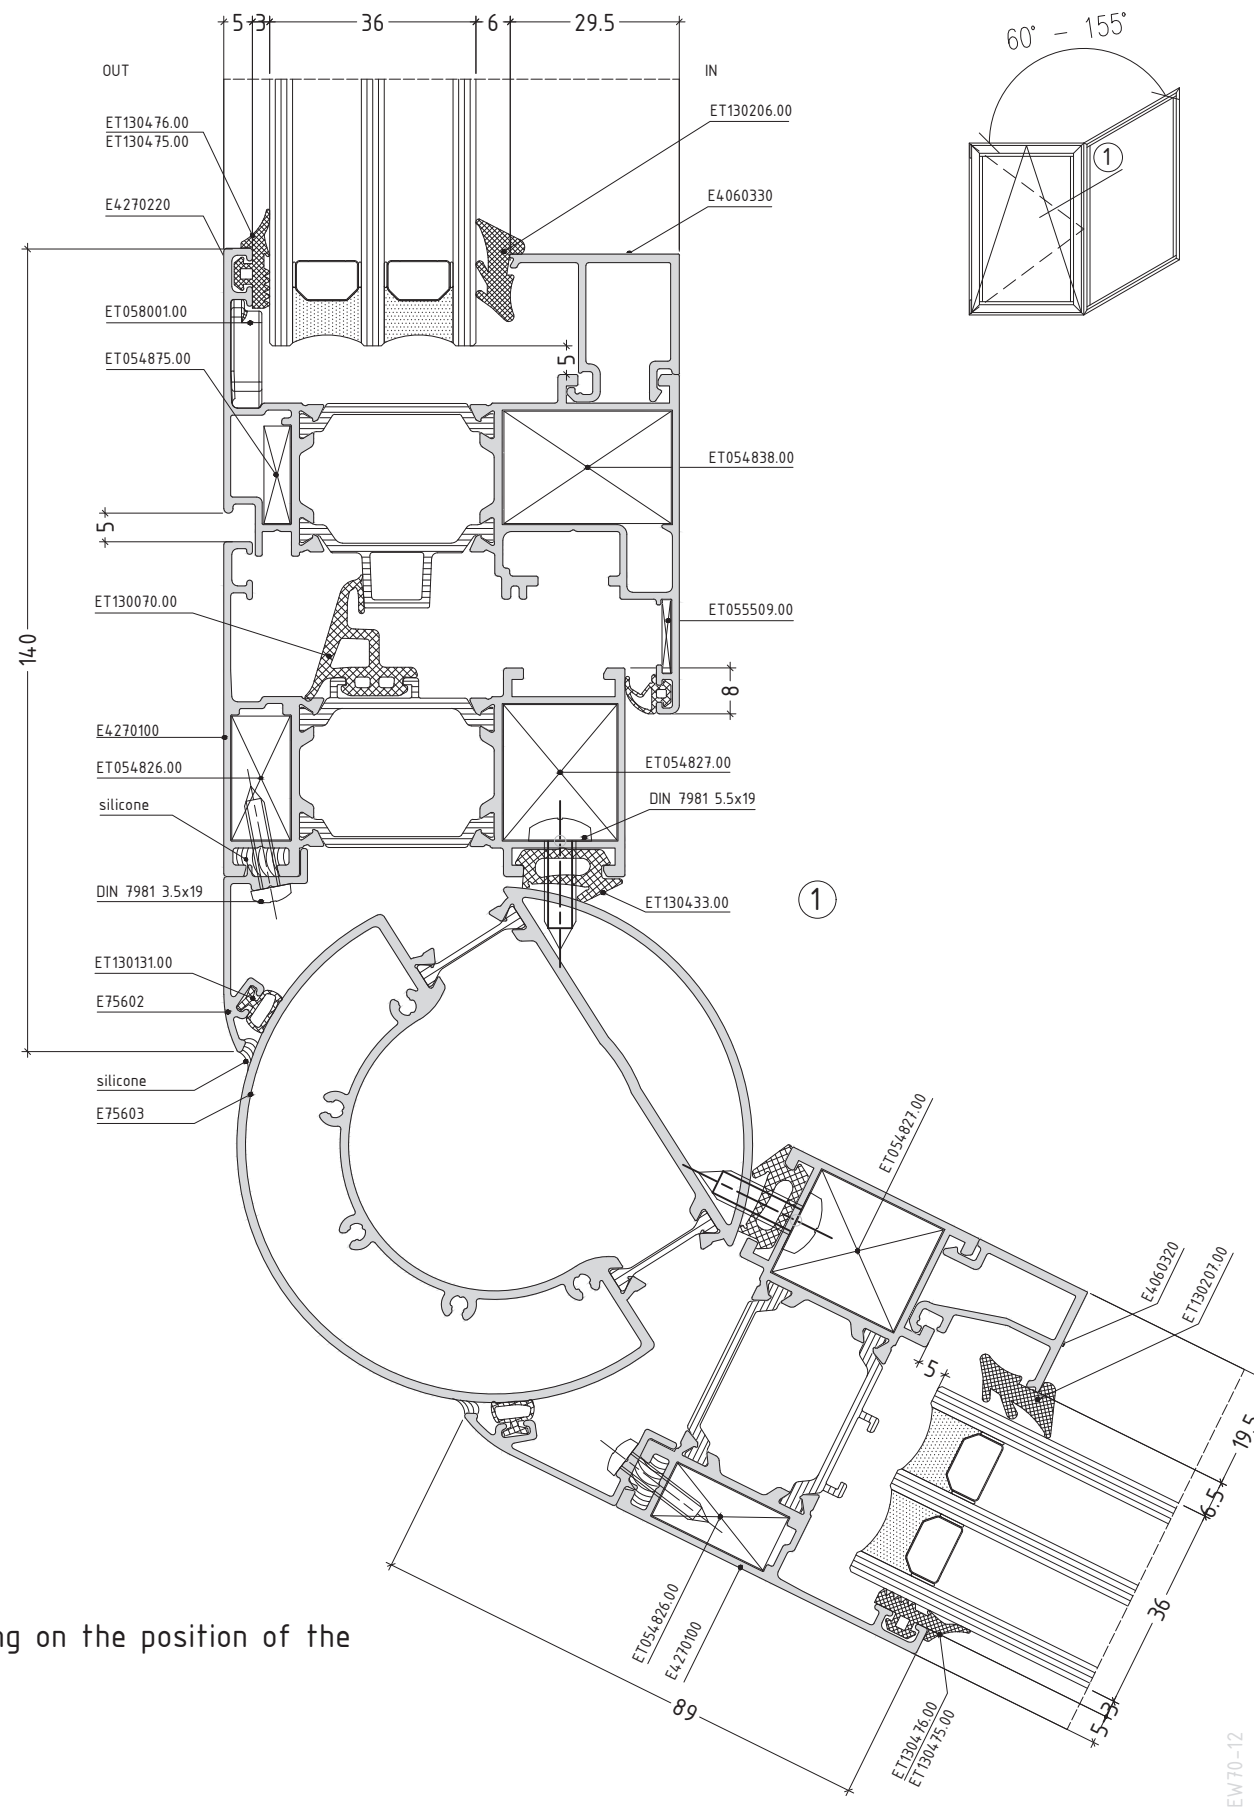 5 3 36 6 29.5
60° - 155°
OUT
IN
ET130476.00
ET130475.00
ET130206.00
E4270220
E4060330
1
ET058001.00
ET054875.00
5
ET054838.00
5
ET130070.00
ET055509.00
140
8
E4270100
ET054826.00
ET054827.00
silicone
DIN 7981 5.5x19
DIN 7981 3.5x19
ET130433.00
1
ET130131.00
E75602
silicone
E75603
ET054827.00
E4060320
ET130207.00
5
19.5
6.5
36
5 3
ET054826.00
E4270100
89
ET130476.00
ET130475.00
on the position of the
EW70-12